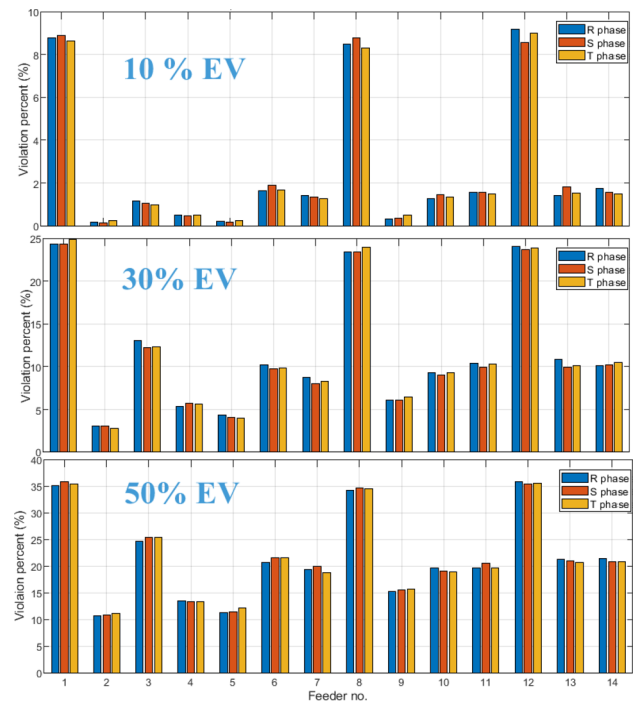 10
8
6
4
2
0
Violation percent (%)
10 % EV
R phase
S phase
T phase
25
20
15
10
5
0
Violation percent (%)
30% EV
R phase
S phase
T phase
40
35
30
25
20
15
10
5
0
Violaion percent (%)
50% EV
R phase
S phase
T phase
1 2 3 4 5 6 7 8 9 10 11 12 13 14
Feeder no.